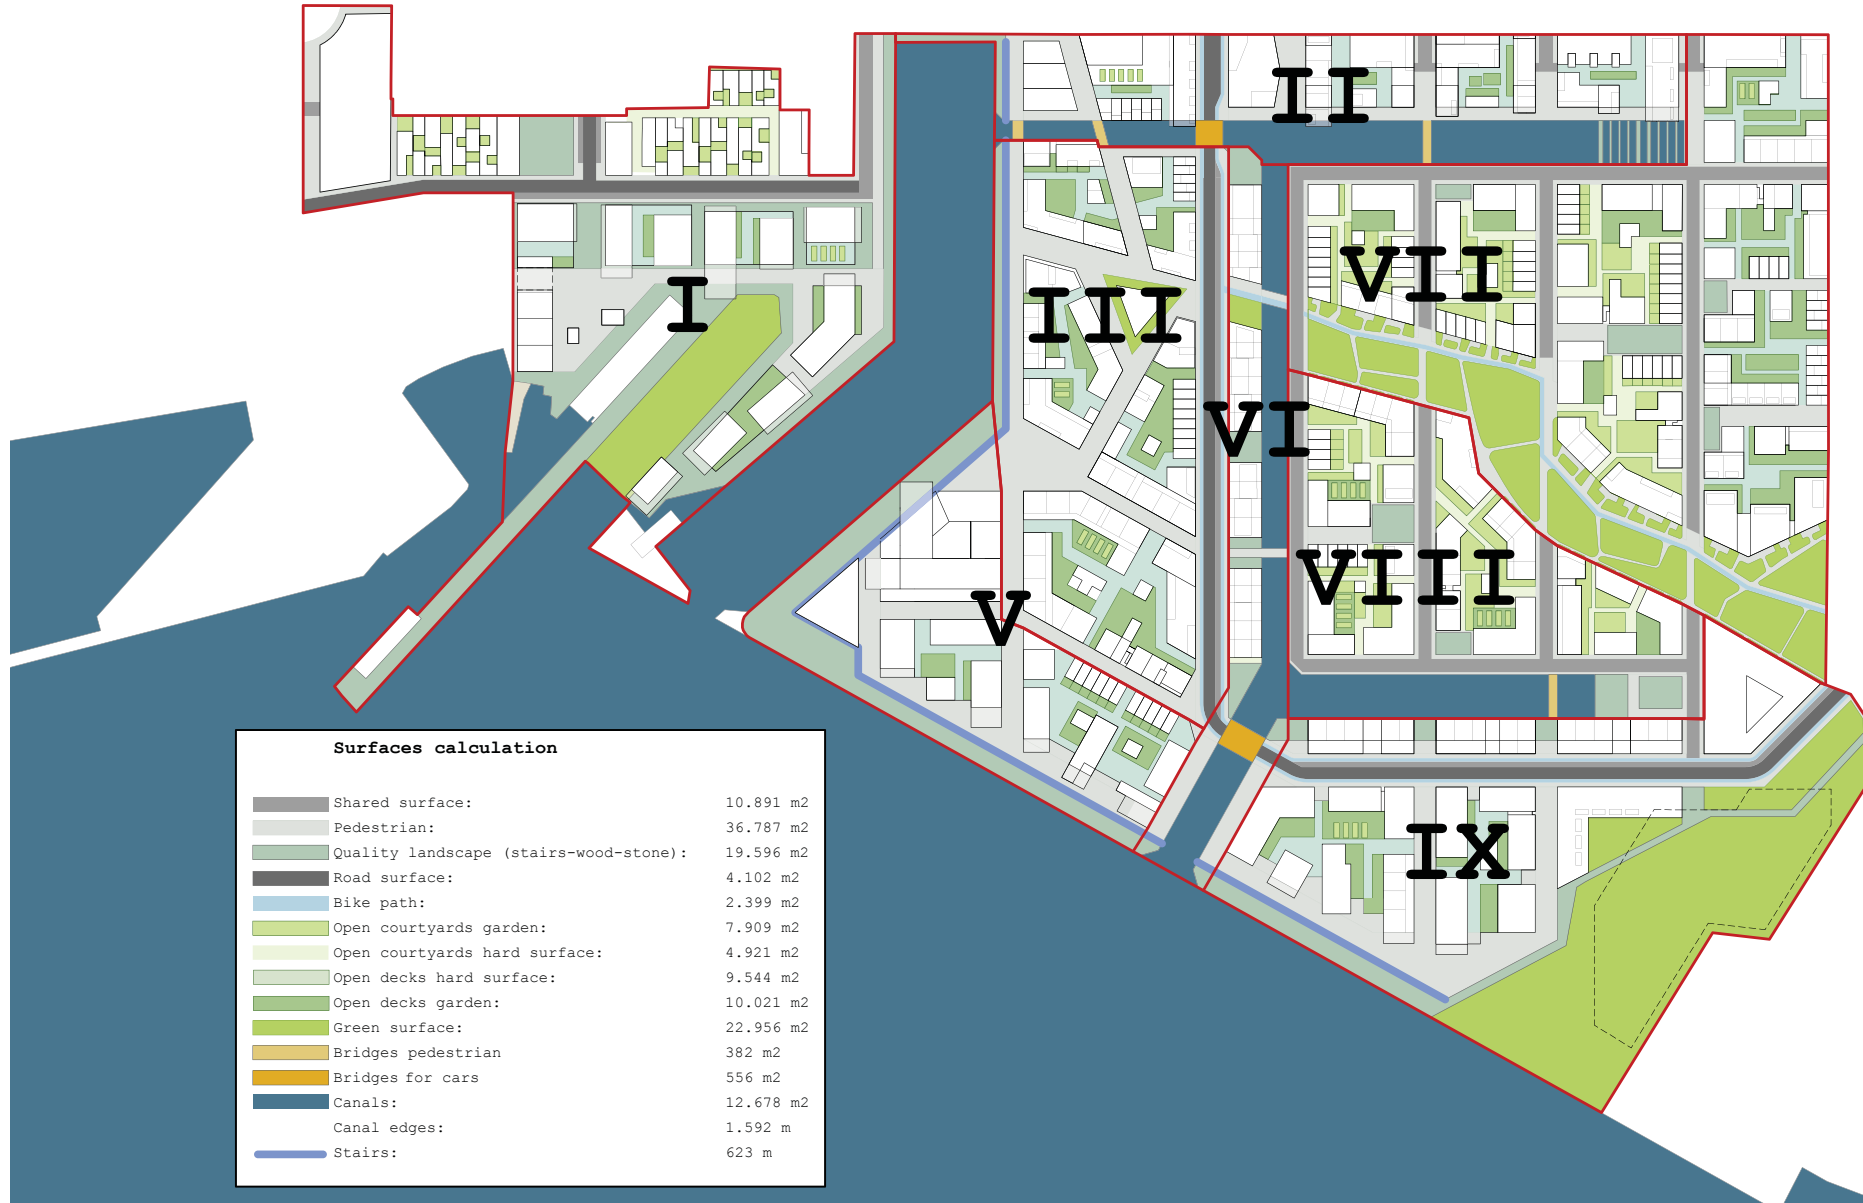 II
I
VII
III
VI
VIII
V
IX
Surfaces calculation
Shared surface: 10.891 m2
Pedestrian: 36.787 m2
Quality landscape (stairs-wood-stone): 19.596 m2
Road surface: 4.102 m2
Bike path: 2.399 m2
Open courtyards garden: 7.909 m2
Open courtyards hard surface: 4.921 m2
Open decks hard surface: 9.544 m2
Open decks garden: 10.021 m2
Green surface: 22.956 m2
Bridges pedestrian 382 m2
Bridges for cars 556 m2
Canals: 12.678 m2
Canal edges: 1.592 m
Stairs: 623 m